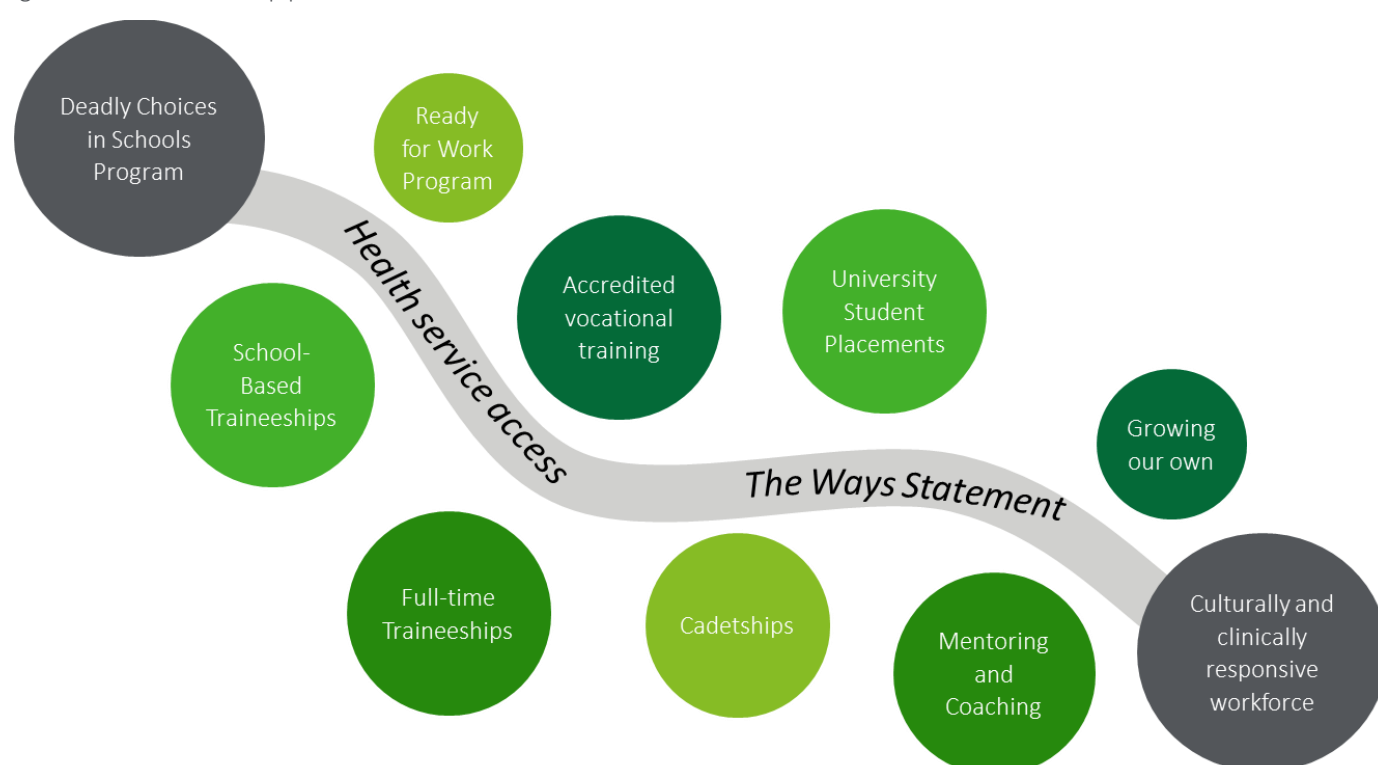 Deadly Choices
in Schools
Program
Ready
for Work
Program
Health service access
School-
Based
Traineeships
Accredited
vocational
training
University
Student
Placements
The Ways Statement
Growing
our own
Full-time
Traineeships
Cadetships
Mentoring
and
Coaching
Culturally and
clinically
responsive
workforce